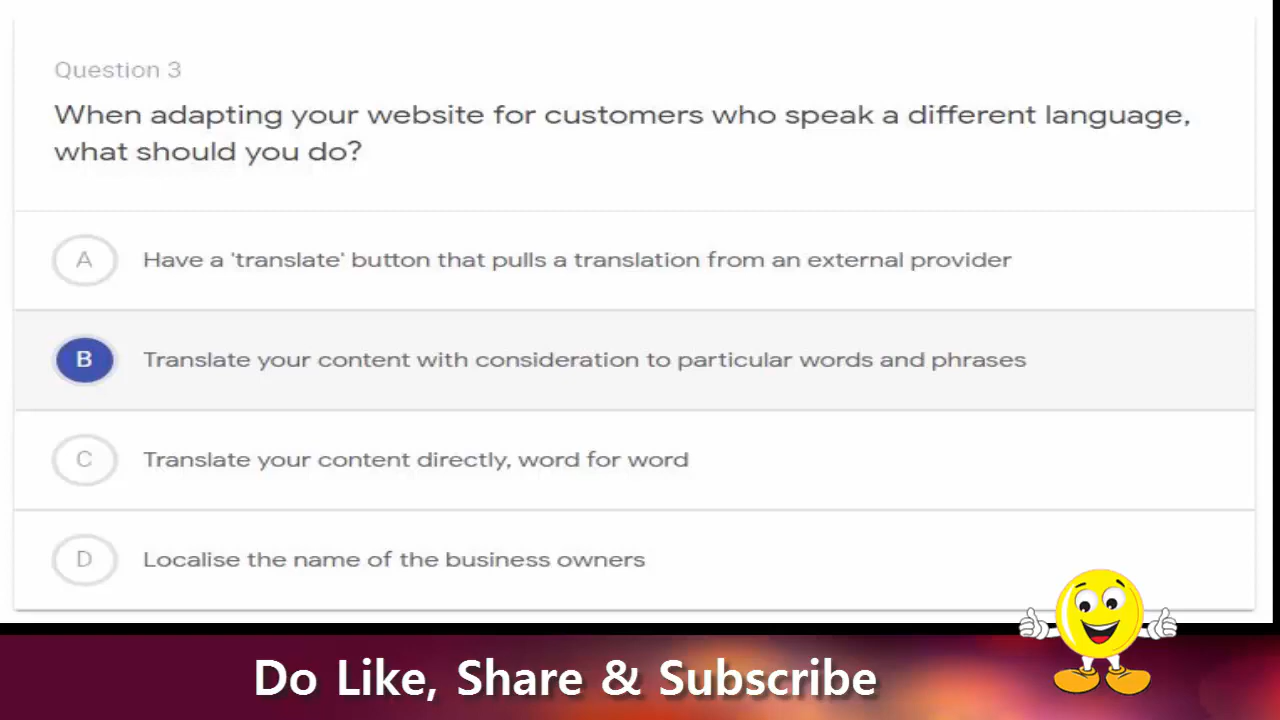 Question 3
When adapting your website for customers who speak a different language,
what should you do?
A
Have a 'translate' button that pulls a translation from an external provider
B
Translate your content with consideration to particular words and phrases
C
Translate your content directly, word for word
D
Localise the name of the business owners
Do Like, Share & Subscribe